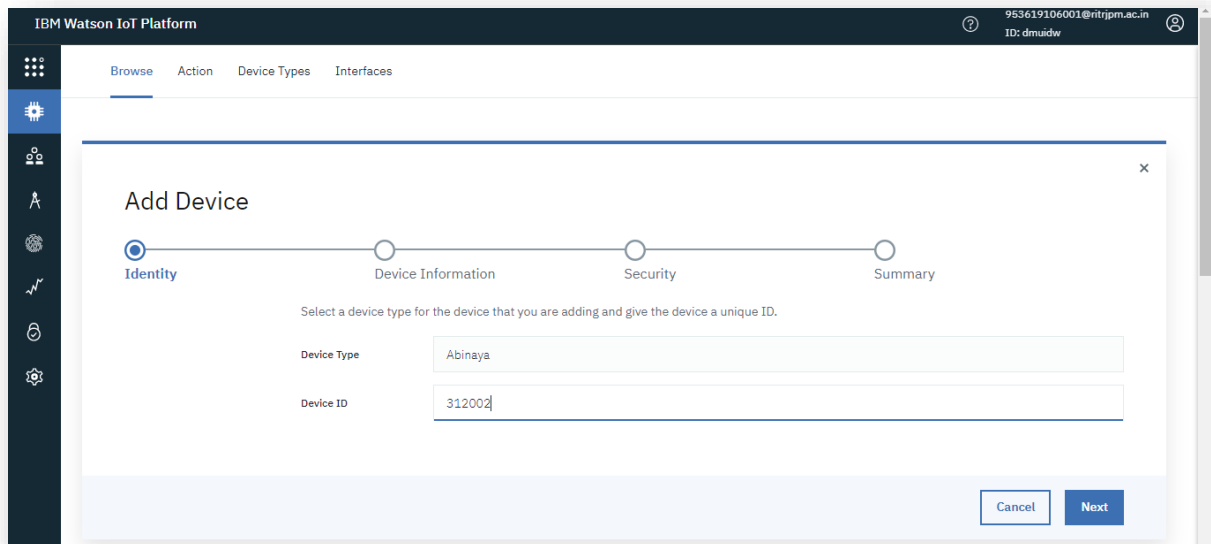 IBM Watson IoT Platform
953619106001@ritrjpm.ac.in
ID: dmuidw
Browse Action Device Types Interfaces
Add Device
Identity Device Information Security Summary
Select a device type for the device that you are adding and give the device a unique ID.
Device Type Abinaya
Device ID 312002
Cancel Next